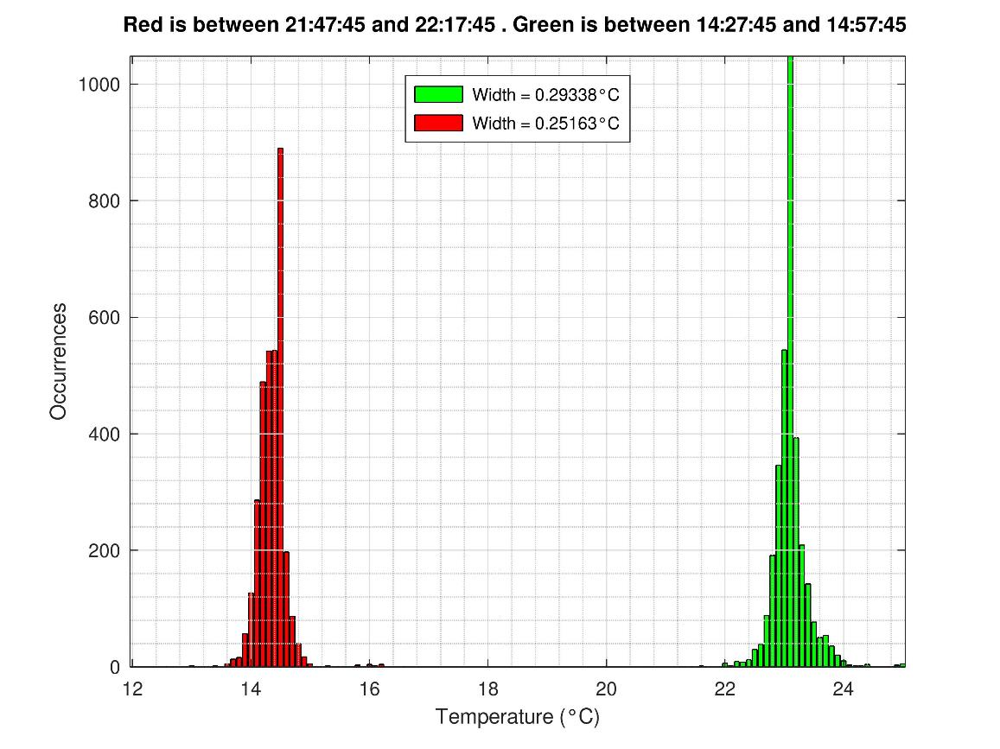 Red is between 21:47:45 and 22:17:45 . Green is between 14:27:45 and 14:57:45
Width = 0.29338°C
Width = 0.25163°C
1000
800
600
400
200
0
Occurrences
12 14 16 18 20 22 24
Temperature (°C)